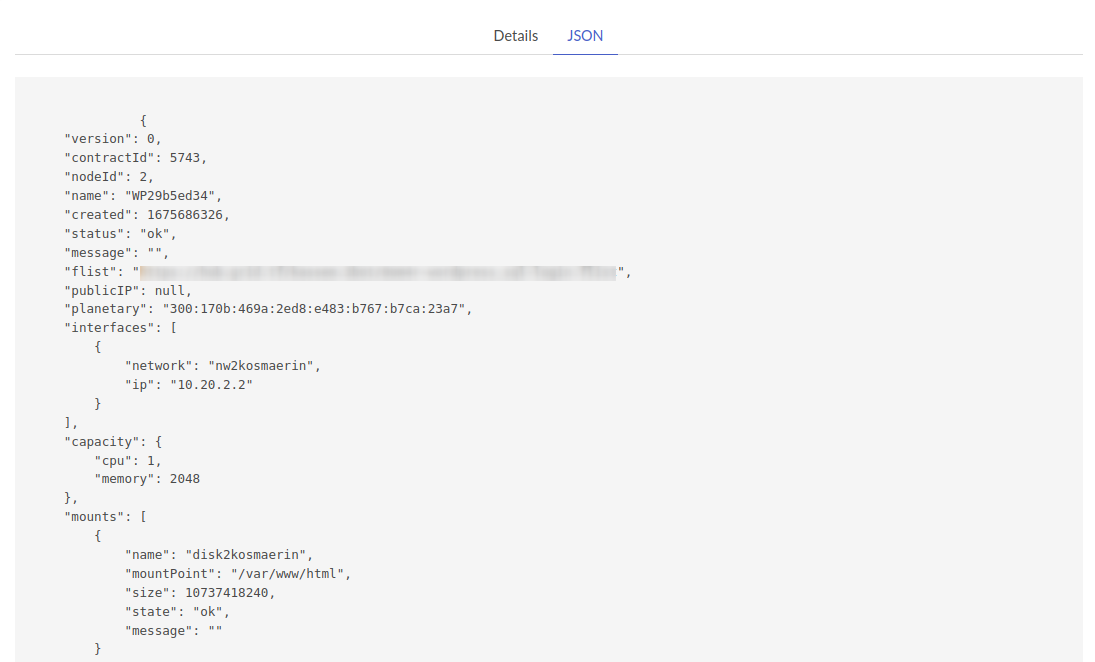 Details JSON
{
"version": 0,
"contractId": 5743,
"nodeId": 2,
"name": "WP29b5ed34",
"created": 1675686326,
"status": "ok",
"message": "",
"flist": "",
"publicIP": null,
"planetary": "300:170b:469a:2ed8:e483:b767:b7ca:23a7",
"interfaces": [
{
"network": "nw2kosmaerin",
"ip": "10.20.2.2"
}
],
"capacity": {
"cpu": 1,
"memory": 2048
},
"mounts": [
{
"name": "disk2kosmaerin",
"mountPoint": "/var/www/html",
"size": 10737418240,
"state": "ok",
"message": ""
}